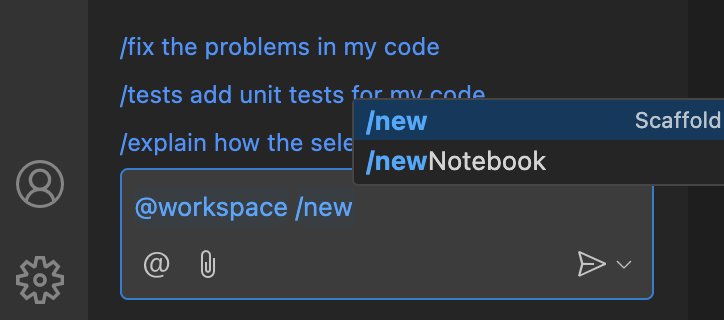 /fix the problems in my code
/tests add unit tests for my code
/explain how the sele
/new Scaffold
/newNotebook
@workspace /new
@